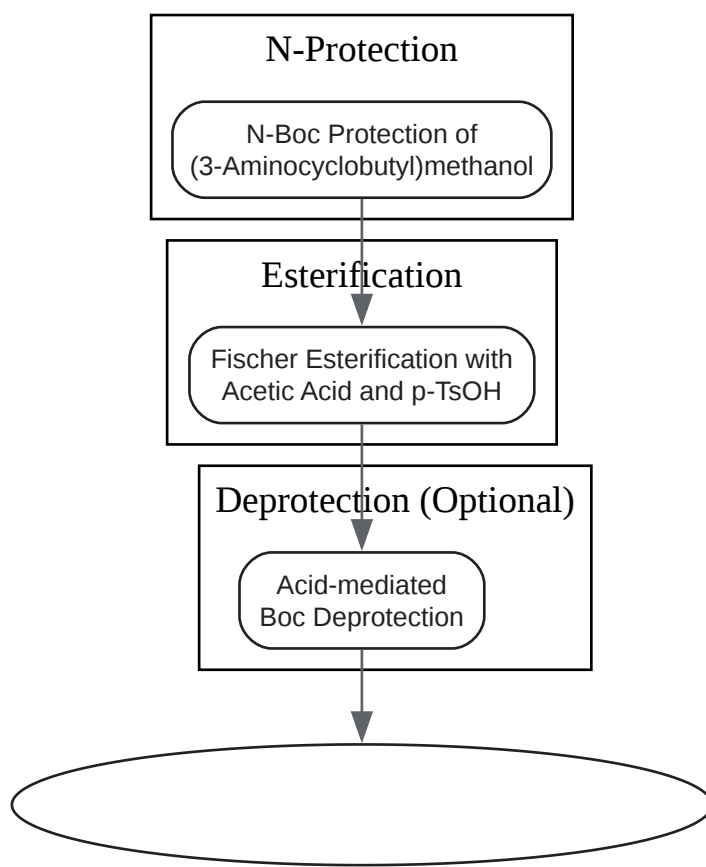 N-Protection
N-Boc Protection of
(3-Aminocyclobutyl)methanol
Esterification
Fischer Esterification with
Acetic Acid and p-TsOH
Deprotection (Optional)
Acid-mediated
Boc Deprotection